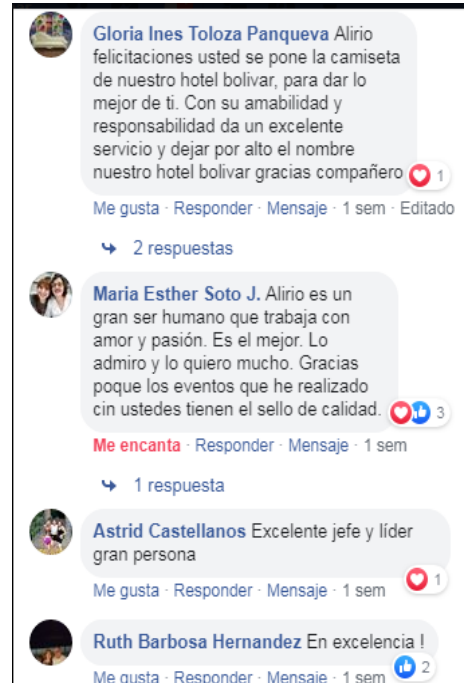 Gloria Ines Toloza Panqueva Alirio
felicitaciones usted se pone la camiseta
de nuestro hotel bolivar, para dar lo
mejor de ti. Con su amabilidad y
responsabilidad da un excelente
servicio y dejar por alto el nombre
nuestro hotel bolivar gracias compañero
1
Me gusta · Responder · Mensaje · 1 sem · Editado
2 respuestas
Maria Esther Soto J. Alirio es un
gran ser humano que trabaja con
amor y pasión. Es el mejor. Lo
admiro y lo quiero mucho. Gracias
poque los eventos que he realizado
cin ustedes tienen el sello de calidad.
3
Me encanta · Responder · Mensaje · 1 sem
1 respuesta
Astrid Castellanos Excelente jefe y líder
gran persona
1
Me gusta · Responder · Mensaje · 1 sem
Ruth Barbosa Hernandez En excelencia !
2
Me gusta · Responder · Mensaje · 1 sem